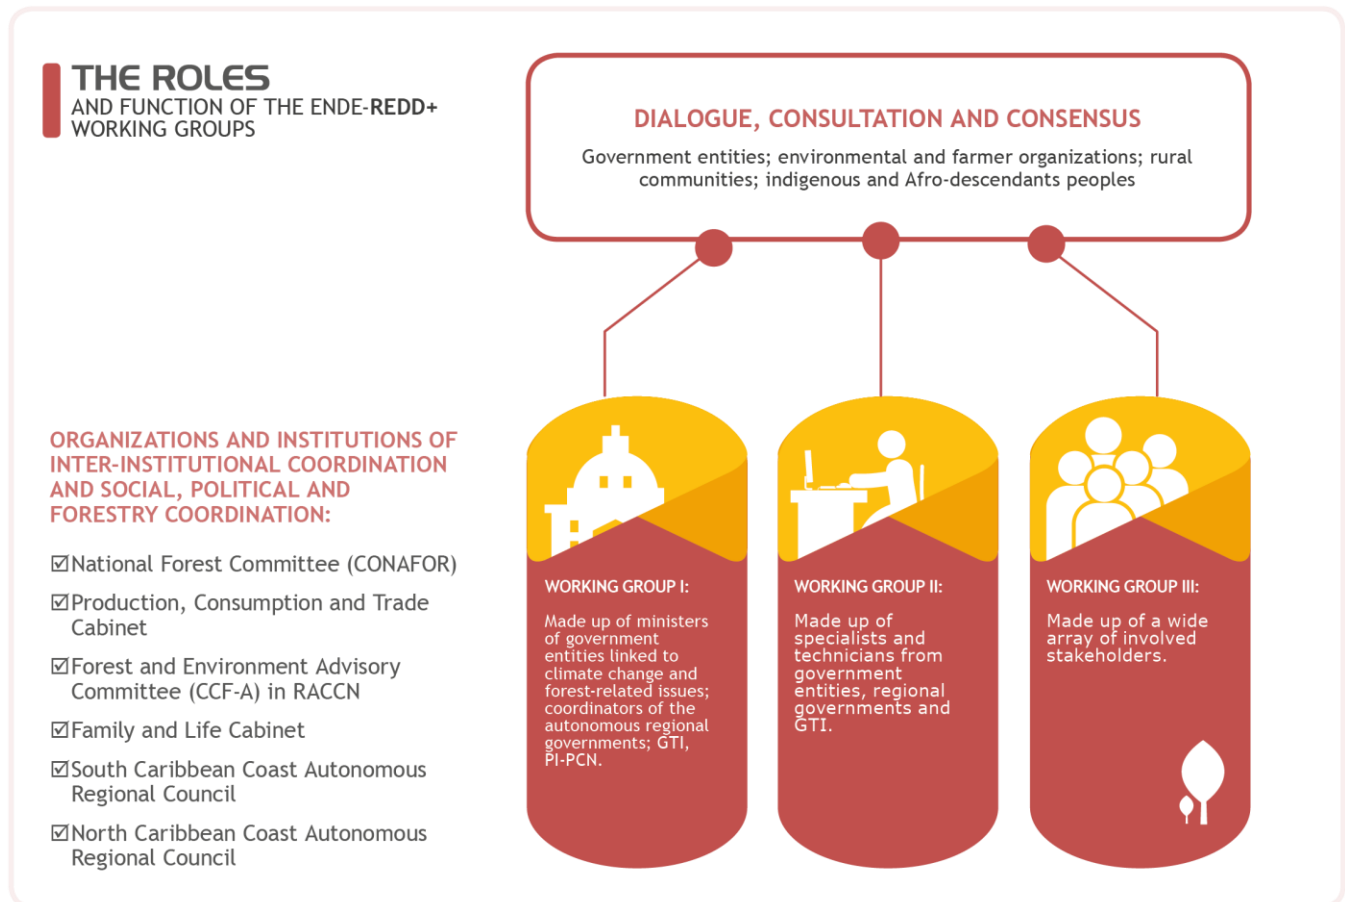 THE ROLES
AND FUNCTION OF THE ENDE-REDD+
WORKING GROUPS
DIALOGUE, CONSULTATION AND CONSENSUS
Government entities; environmental and farmer organizations; rural
communities; indigenous and Afro-descendants peoples
ORGANIZATIONS AND INSTITUTIONS OF
INTER-INSTITUTIONAL COORDINATION
AND SOCIAL, POLITICAL AND
FORESTRY COORDINATION:
☑National Forest Committee (CONAFOR)
☑Production, Consumption and Trade
Cabinet
☑Forest and Environment Advisory
Committee (CCF-A) in RACCN
☑Family and Life Cabinet
☑South Caribbean Coast Autonomous
Regional Council
☑North Caribbean Coast Autonomous
Regional Council
WORKING GROUP I:
Made up of ministers
of government
entities linked to
climate change and
forest-related issues;
coordinators of the
autonomous regional
governments; GTI,
PI-PCN.
WORKING GROUP II:
Made up of
specialists and
technicians from
government
entities, regional
governments and
GTI.
WORKING GROUP III:
Made up of a wide
array of involved
stakeholders.